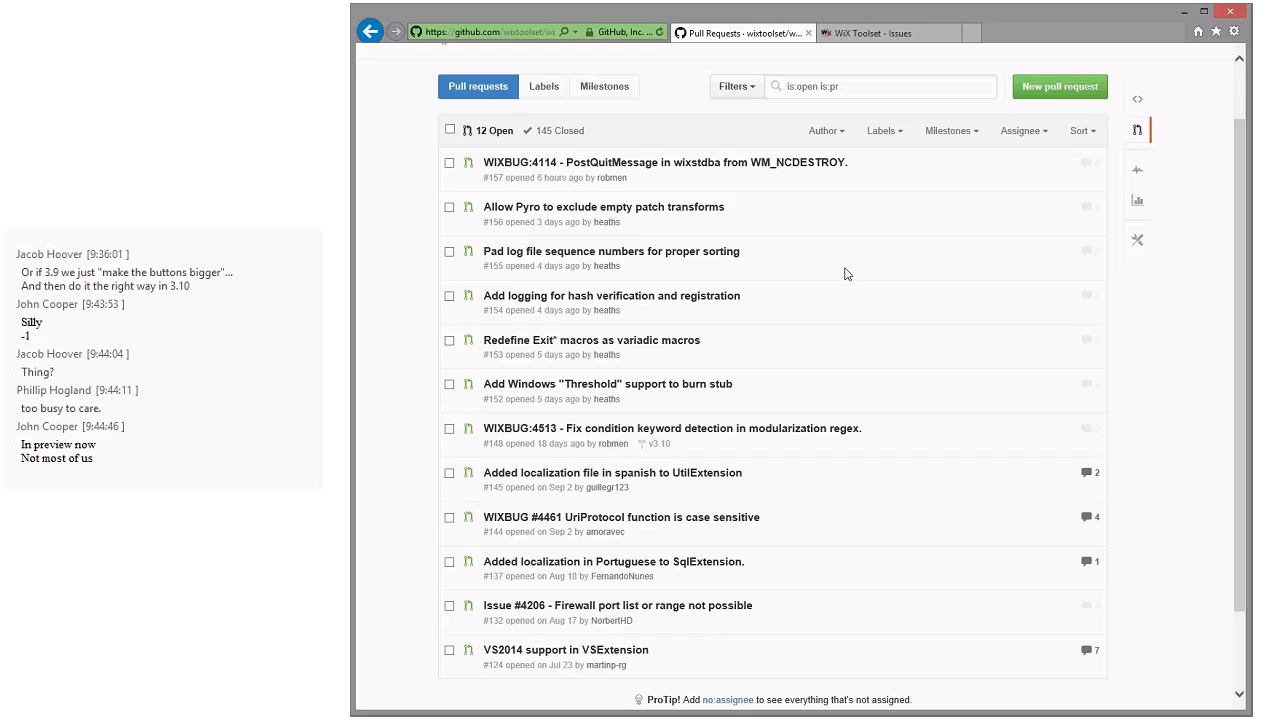 Jacob Hoover [9:36:01 ]
Or if 3.9 we just "make the buttons bigger"...
And then do it the right way in 3.10
John Cooper [9:43:53 ]
Silly
-1
Jacob Hoover [9:44:04 ]
Thing?
Phillip Hogland [9:44:11 ]
too busy to care.
John Cooper [9:44:46 ]
In preview now
Not most of us
https://github.com/wixtoolset/wi
GitHub, Inc. ...
Pull Requests · wixtoolset/w...
WiX Toolset - Issues
Pull requests
Labels
Milestones
Filters
is:open is:pr
New pull request
12 Open
145 Closed
Author
Labels
Milestones
Assignee
Sort
WIXBUG:4114 - PostQuitMessage in wixstdba from WM_NCDESTROY.
#157 opened 6 hours ago by robmen
Allow Pyro to exclude empty patch transforms
#156 opened 3 days ago by heaths
Pad log file sequence numbers for proper sorting
#155 opened 4 days ago by heaths
Add logging for hash verification and registration
#154 opened 4 days ago by heaths
Redefine Exit* macros as variadic macros
#153 opened 5 days ago by heaths
Add Windows "Threshold" support to burn stub
#152 opened 5 days ago by heaths
WIXBUG:4513 - Fix condition keyword detection in modularization regex.
#148 opened 18 days ago by robmen v3.10
Added localization file in spanish to UtilExtension
2
#145 opened on Sep 2 by guillegr123
WIXBUG #4461 UriProtocol function is case sensitive
4
#144 opened on Sep 2 by amoravec
Added localization in Portuguese to SqlExtension.
1
#137 opened on Aug 18 by FernandoNunes
Issue #4206 - Firewall port list or range not possible
#132 opened on Aug 17 by NorbertHD
VS2014 support in VSExtension
7
#124 opened on Jul 23 by martinp-rg
ProTip! Add no:assignee to see everything that's not assigned.